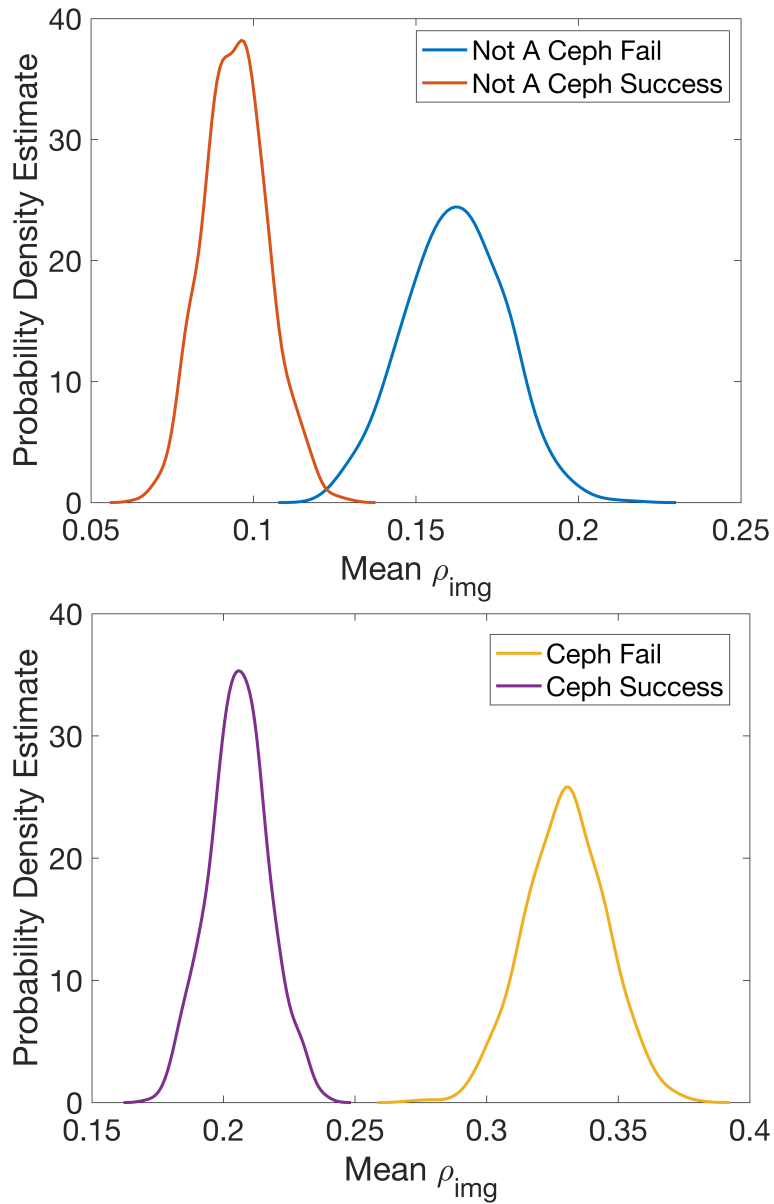 40
30
20
10
0
Probability Density Estimate
Not A Ceph Fail
Not A Ceph Success
0.05 0.1 0.15 0.2 0.25
Mean ρimg
40
30
20
10
0
Probability Density Estimate
Ceph Fail
Ceph Success
0.15 0.2 0.25 0.3 0.35 0.4
Mean ρimg